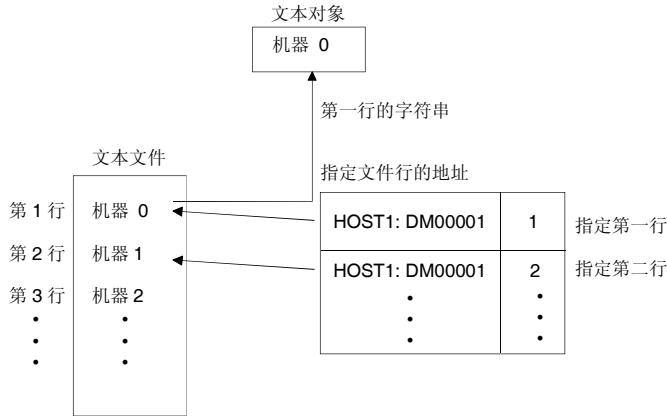 文本对象
机器 0
第一行的字符串
文本文件
指定文件行的地址
第 1 行 机器 0 HOST1: DM00001 1 指定第一行
第 2 行 机器 1 HOST1: DM00001 2 指定第二行
第 3 行 机器 2